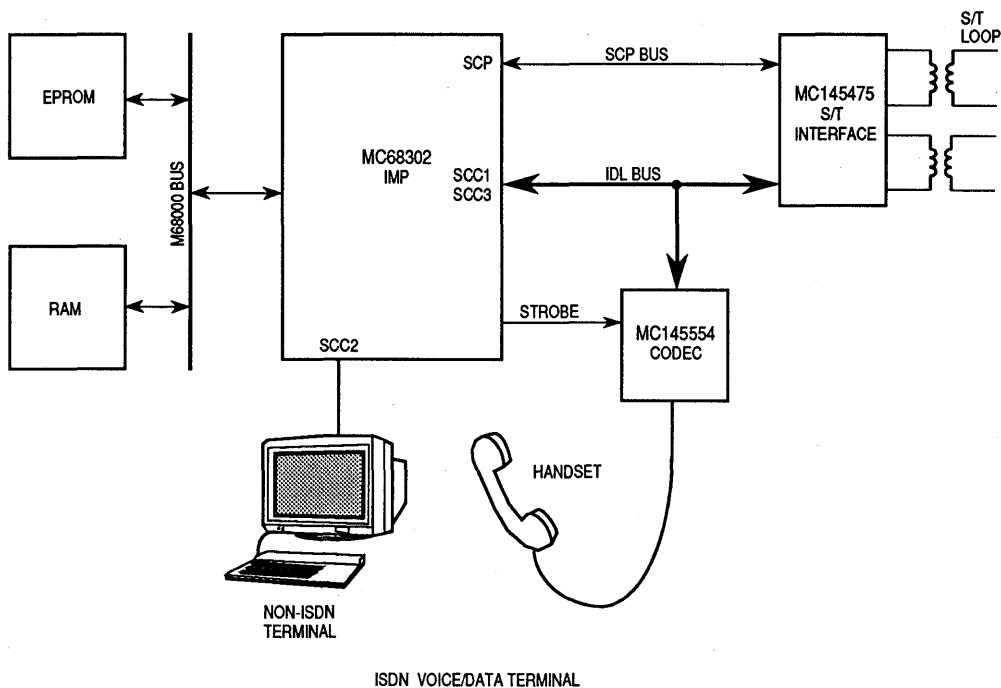 S/T
LOOP
EPROM
SCP
SCP BUS
MC145475
S/T
INTERFACE
MC68302
IMP
M68000 BUS
SCC1
SCC3
IDL BUS
RAM
STROBE
MC145554
CODEC
SCC2
HANDSET
NON-ISDN
TERMINAL
ISDN VOICE/DATA TERMINAL